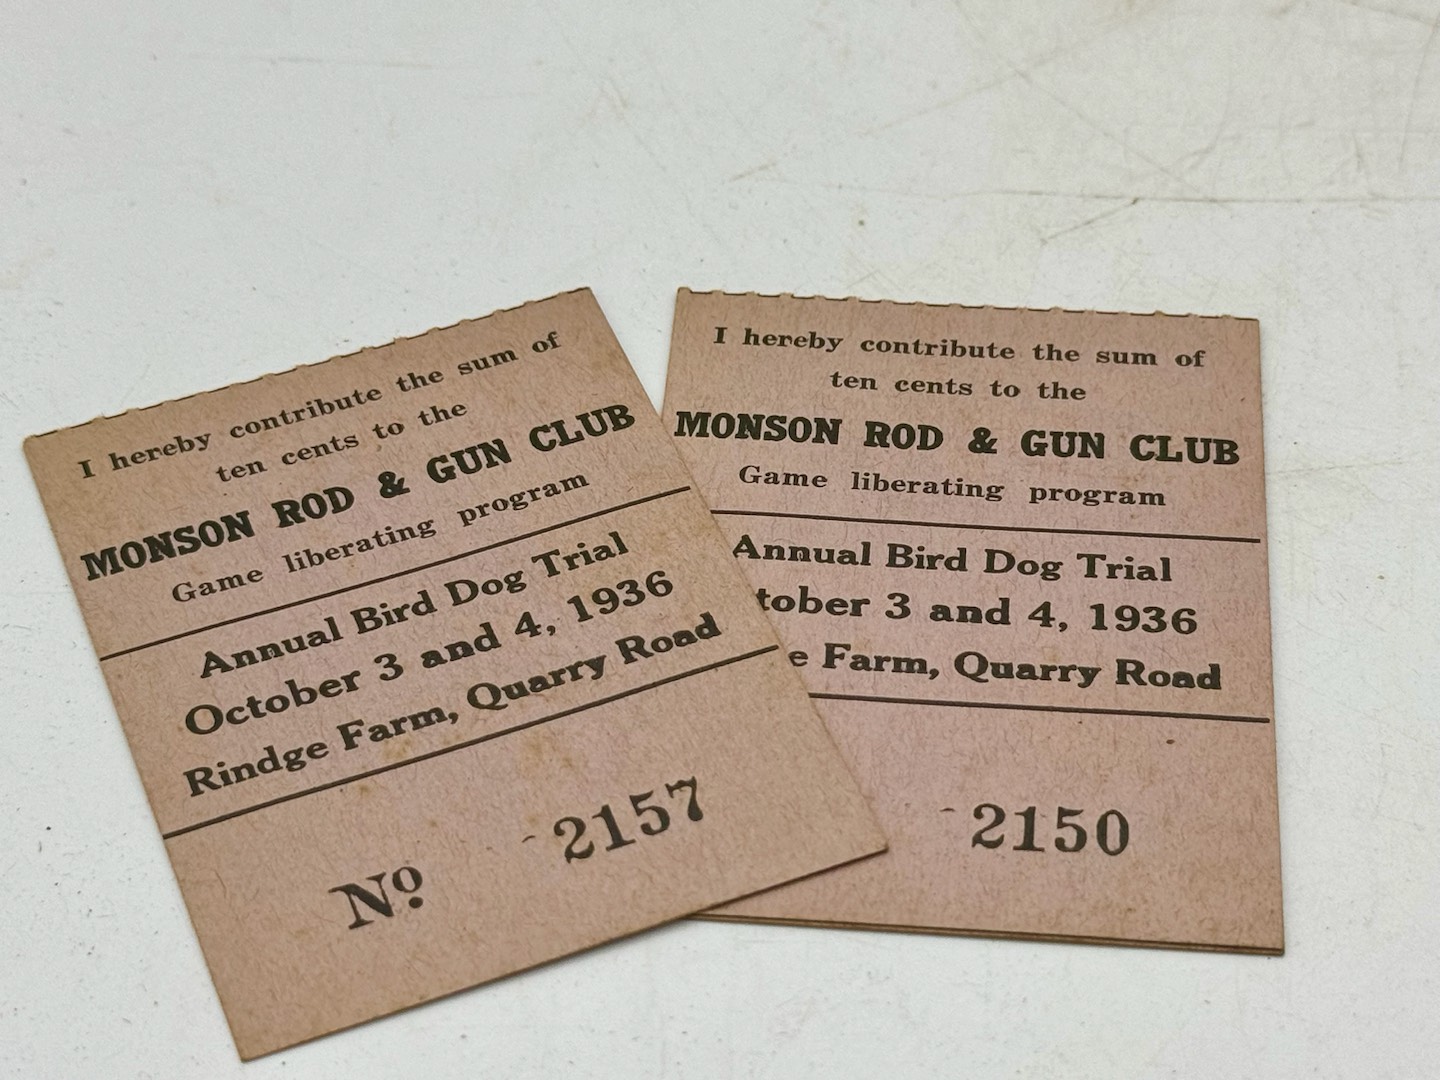 I hereby contribute the sum of
ten cents to the
MONSON ROD & GUN CLUB
Game liberating program
Annual Bird Dog Trial
October 3 and 4, 1936
Rindge Farm, Quarry Road
Nº 2157
I hereby contribute the sum of
ten cents to the
MONSON ROD & GUN CLUB
Game liberating program
Annual Bird Dog Trial
tober 3 and 4, 1936
e Farm, Quarry Road
2150